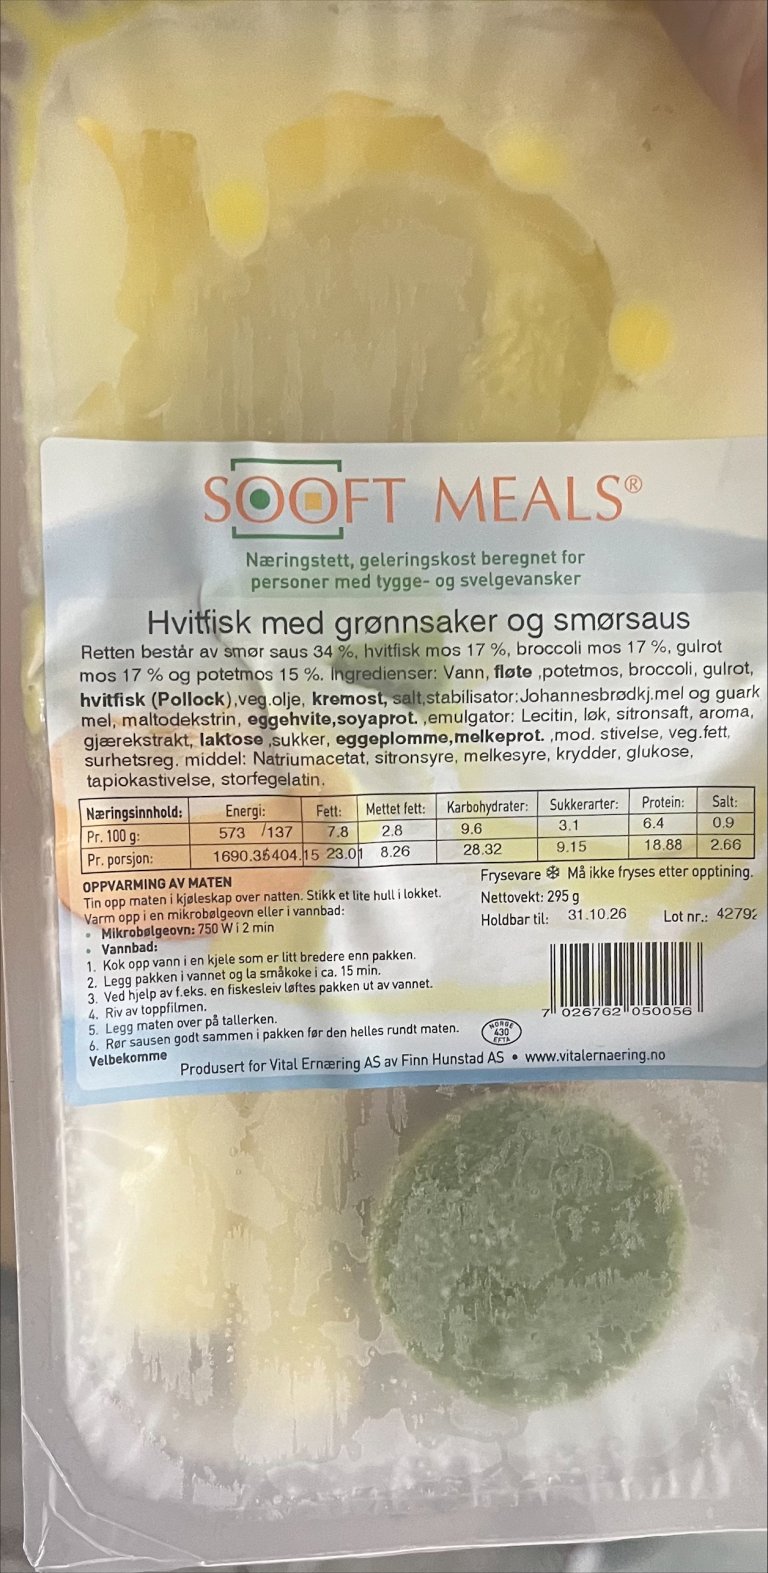 SOOFT MEALS®
Næringstett, geleringskost beregnet for
personer med tygge- og svelgevansker
Hvitfisk med grønnsaker og smørsaus
Retten består av smør saus 34 %, hvitfisk mos 17 %, broccoli mos 17 %, gulrot
mos 17 % og potetmos 15 %. Ingredienser: Vann, fløte ,potetmos, broccoli, gulrot,
hvitfisk (Pollock),veg.olje, kremost, salt,stabilisator:Johannesbrødkj.mel og guark
mel, maltodekstrin, eggehvite,soyaprot. ,emulgator: Lecitin, løk, sitronsaft, aroma,
gjærekstrakt, laktose ,sukker, eggeplomme,melkeprot. ,mod. stivelse, veg.fett,
surhetsreg. middel: Natriumacetat, sitronsyre, melkesyre, krydder, glukose,
tapiokastivelse, storfegelatin.
Næringsinnhold: Energi: Fett: Mettet fett: Karbohydrater: Sukkerarter: Protein: Salt:
Pr. 100 g: 573 /137 7.8 2.8 9.6 3.1 6.4 0.9
Pr. porsjon: 1690.35404.15 23.01 8.26 28.32 9.15 18.88 2.66
OPPVARMING AV MATEN
Tin opp maten i kjøleskap over natten. Stikk et lite hull i lokket.
Varm opp i en mikrobølgeovn eller i vannbad:
• Mikrobølgeovn: 750 W i 2 min
• Vannbad:
1. Kok opp vann i en kjele som er litt bredere enn pakken.
2. Legg pakken i vannet og la småkoke i ca. 15 min.
3. Ved hjelp av f.eks. en fiskesleiv løftes pakken ut av vannet.
4. Riv av toppfilmen.
5. Legg maten over på tallerken.
6. Rør sausen godt sammen i pakken før den helles rundt maten.
Velbekomme
Frysevare ❄ Må ikke fryses etter opptining.
Nettovekt: 295 g
Holdbar til: 31.10.26 Lot nr.: 42792
7 026762 050056
NORGE
430
EFTA
Produsert for Vital Ernæring AS av Finn Hunstad AS • www.vitalernaering.no